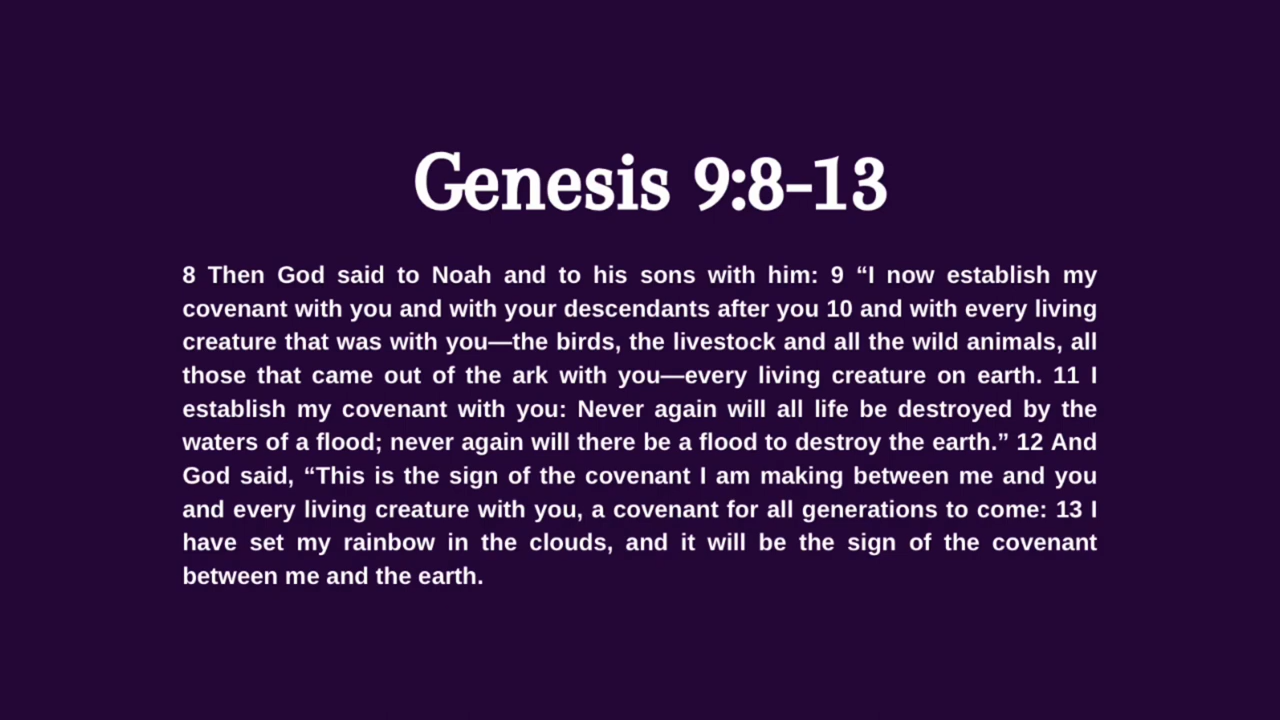 Genesis 9:8-13
8 Then God said to Noah and to his sons with him: 9 “I now establish my
covenant with you and with your descendants after you 10 and with every living
creature that was with you—the birds, the livestock and all the wild animals, all
those that came out of the ark with you—every living creature on earth. 11 I
establish my covenant with you: Never again will all life be destroyed by the
waters of a flood; never again will there be a flood to destroy the earth.” 12 And
God said, “This is the sign of the covenant I am making between me and you
and every living creature with you, a covenant for all generations to come: 13 I
have set my rainbow in the clouds, and it will be the sign of the covenant
between me and the earth.